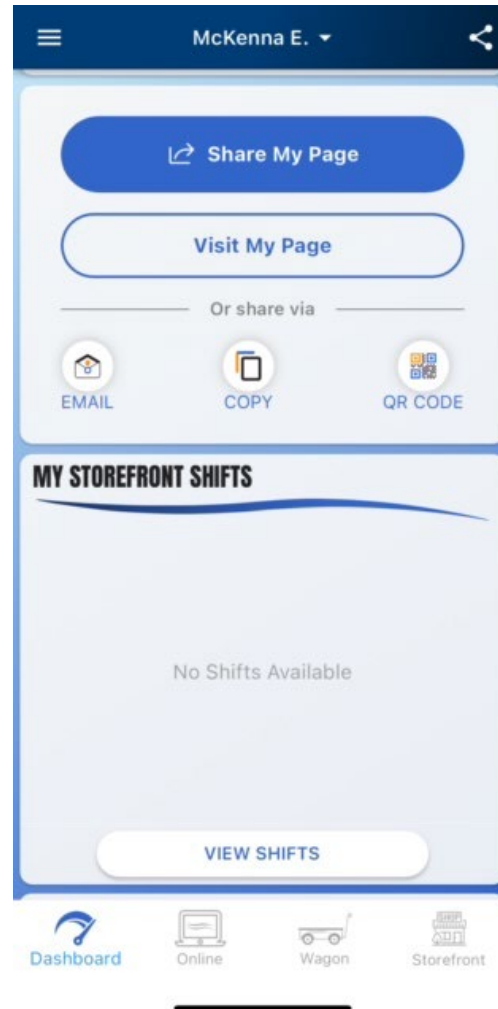 McKenna E.
Share My Page
Visit My Page
Or share via
EMAIL COPY QR CODE
MY STOREFRONT SHIFTS
No Shifts Available
VIEW SHIFTS
SHOP
Dashboard Online Wagon Storefront